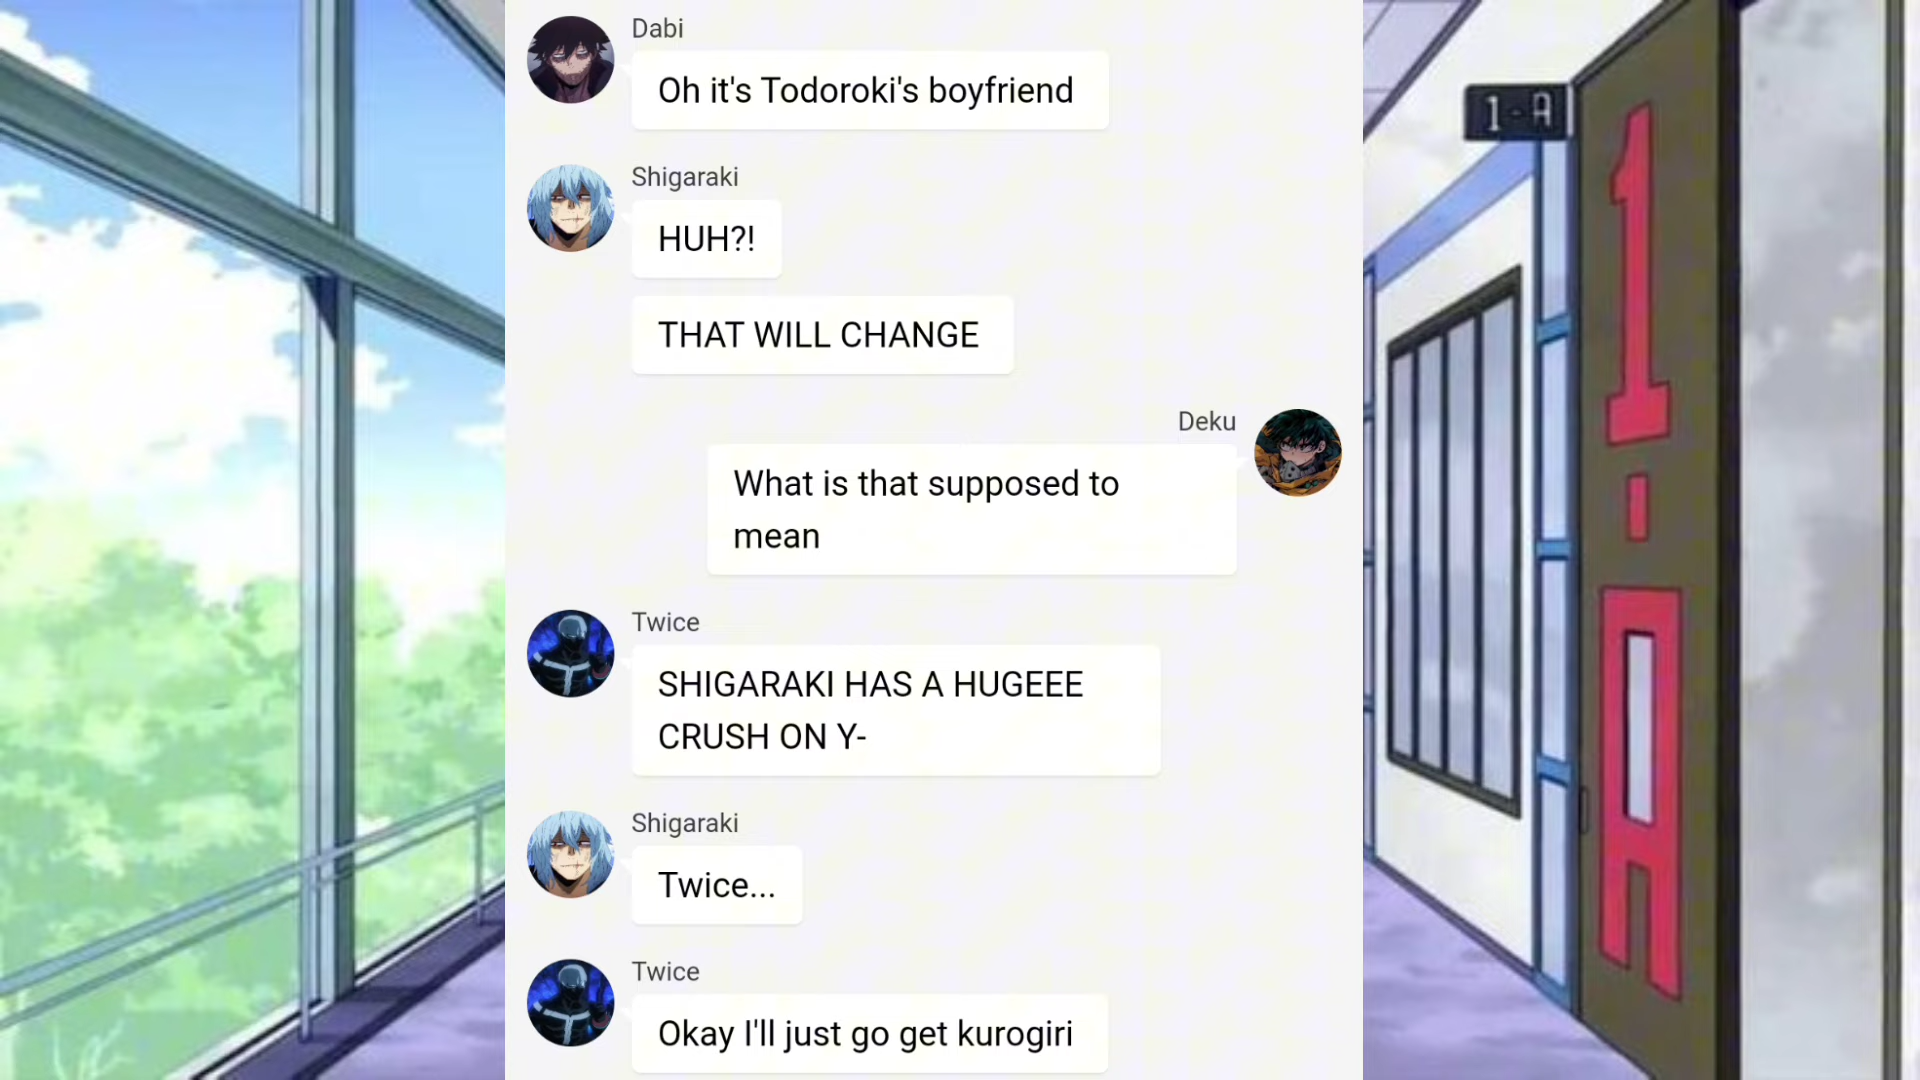 Dabi
Oh it's Todoroki's boyfriend
Shigaraki
HUH?!
THAT WILL CHANGE
Deku
What is that supposed to
mean
Twice
SHIGARAKI HAS A HUGEEE
CRUSH ON Y-
Shigaraki
Twice...
Twice
Okay I'll just go get kurogiri
1-A
1-A